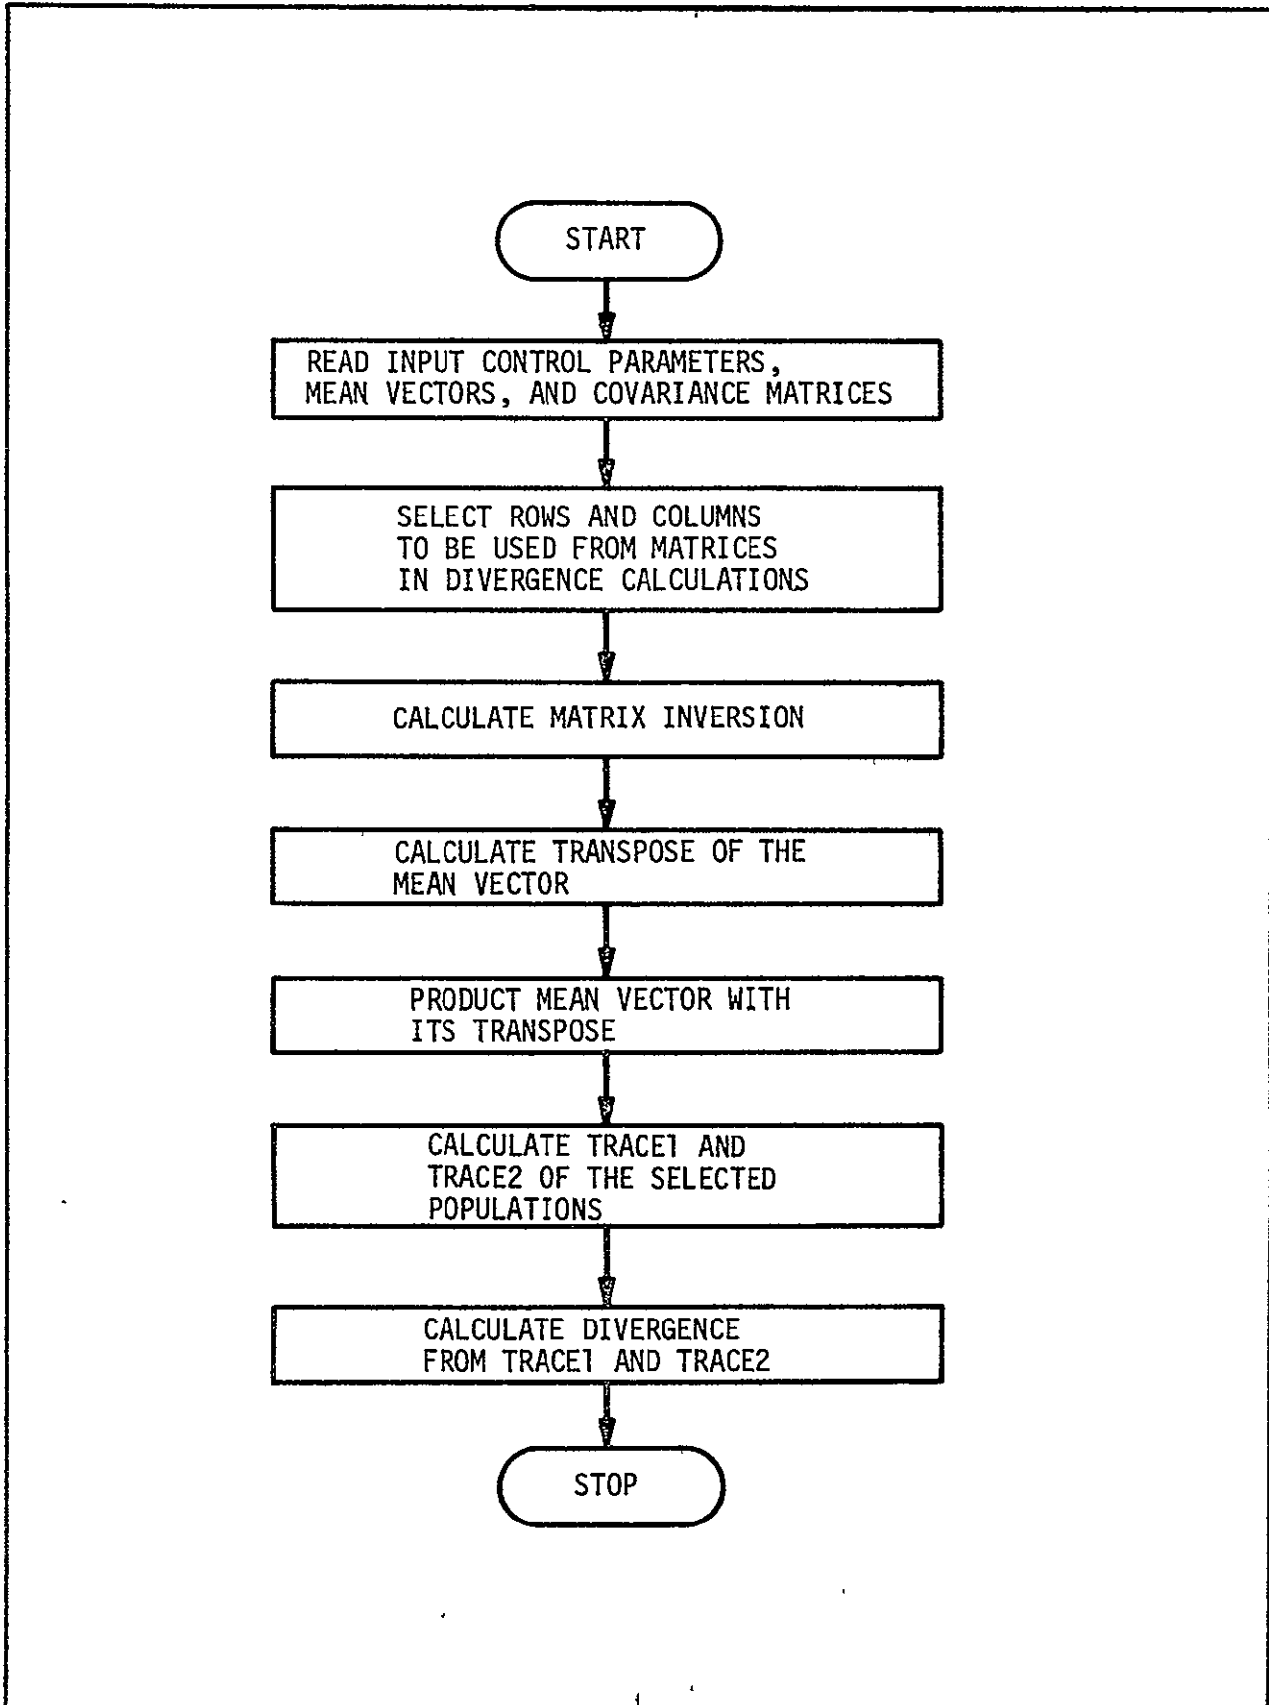 START
READ INPUT CONTROL PARAMETERS,
MEAN VECTORS, AND COVARIANCE MATRICES
SELECT ROWS AND COLUMNS
TO BE USED FROM MATRICES
IN DIVERGENCE CALCULATIONS
CALCULATE MATRIX INVERSION
CALCULATE TRANSPOSE OF THE
MEAN VECTOR
PRODUCT MEAN VECTOR WITH
ITS TRANSPOSE
CALCULATE TRACE1 AND
TRACE2 OF THE SELECTED
POPULATIONS
CALCULATE DIVERGENCE
FROM TRACE1 AND TRACE2
STOP